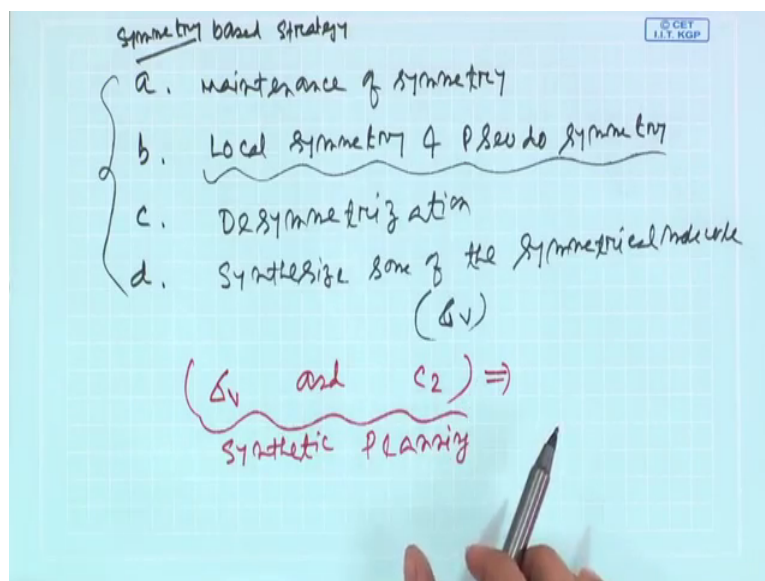 Symmetry based strategy
© CET
I.I.T. KGP
a. Maintenance of symmetry
b. Local symmetry & Pseudo symmetry
c. Desymmetrization
d. Synthesize some of the symmetrical molecule
(σv)
(σv and C2) ⇒
Synthetic Planning